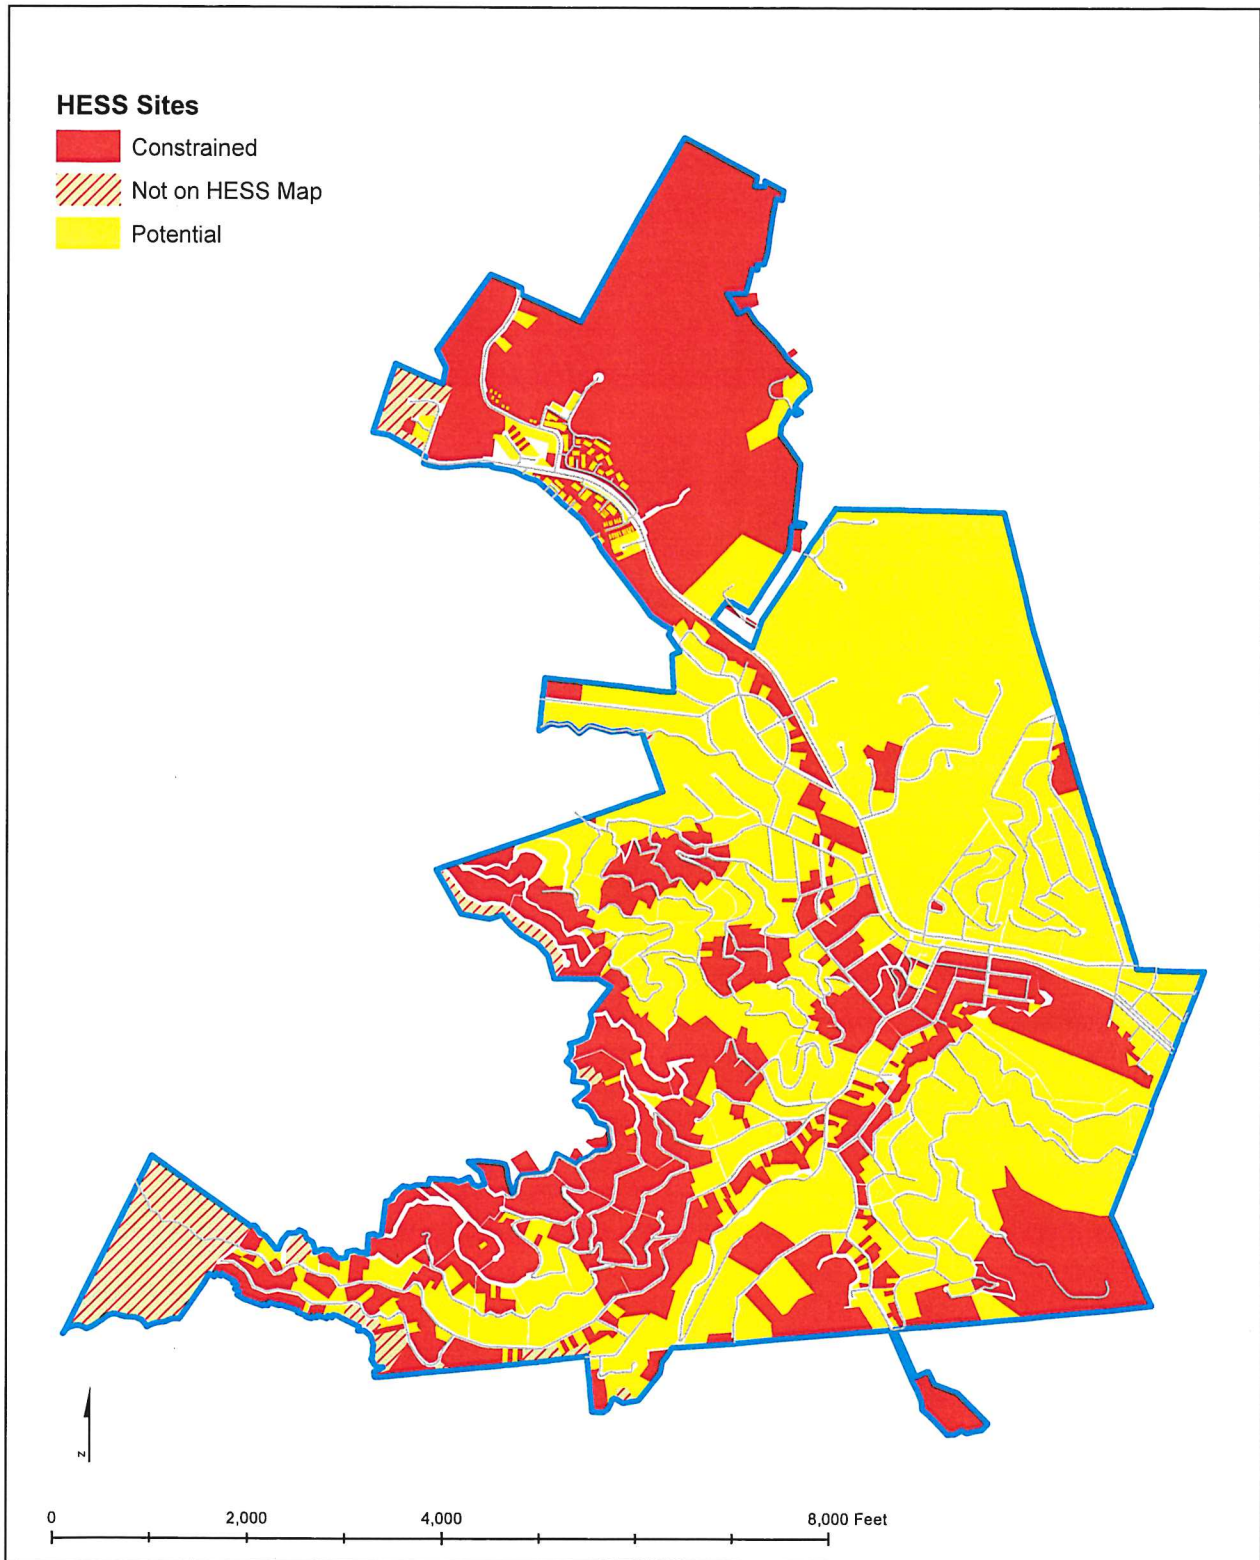 HESS Sites
Constrained
Not on HESS Map
Potential
N
0 2,000 4,000 8,000 Feet